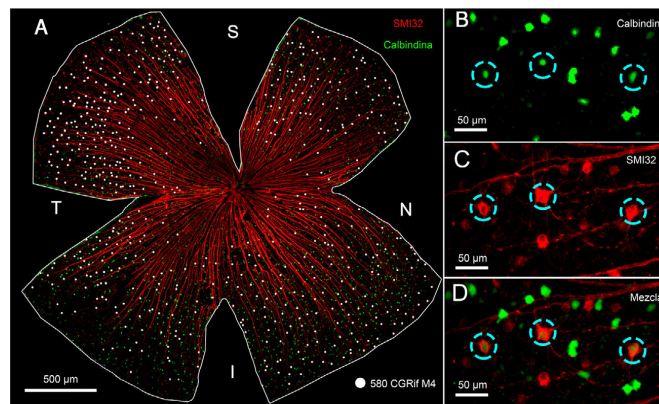 A
S
SMI32
Calbindina
T
N
I
500 µm
580 CGRif M4
B
Calbindin
50 µm
C
SMI32
50 µm
D
Mezcla
50 µm